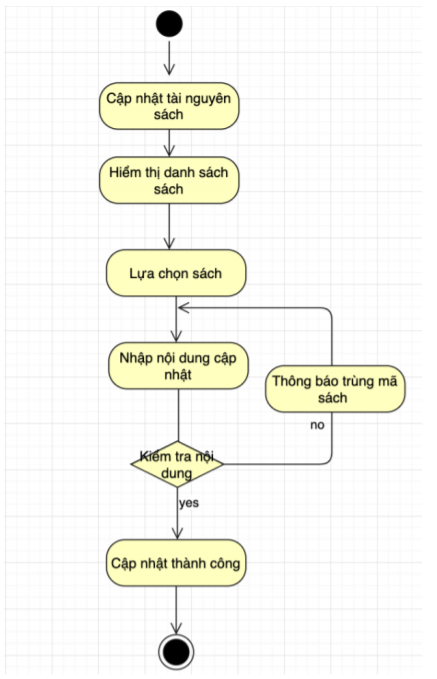 Cập nhật tài nguyên
sách
Hiểm thị danh sách
sách
Lựa chọn sách
Nhập nội dung cập
nhật
Thông báo trùng mã
sách
no
Kiểm tra nội
dung
yes
Cập nhật thành công